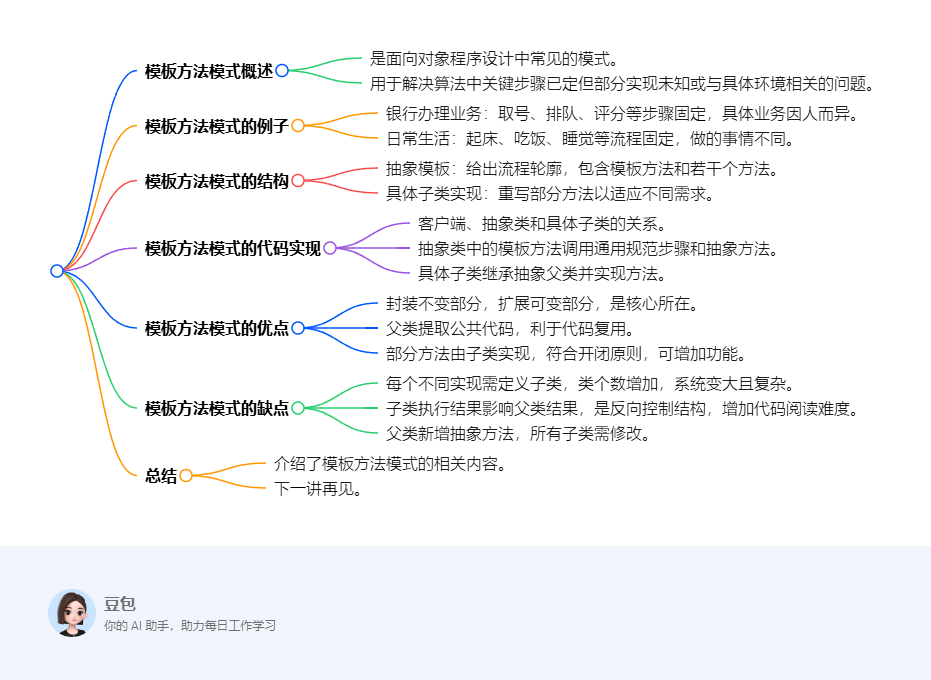 模板方法模式概述
是面向对象程序设计中常见的模式。
用于解决算法中关键步骤已定但部分实现未知或与具体环境相关的问题。
模板方法模式的例子
银行办理业务：取号、排队、评分等步骤固定，具体业务因人而异。
日常生活：起床、吃饭、睡觉等流程固定，做的事情不同。
模板方法模式的结构
抽象模板：给出流程轮廓，包含模板方法和若干个方法。
具体子类实现：重写部分方法以适应不同需求。
模板方法模式的代码实现
客户端、抽象类和具体子类的关系。
抽象类中的模板方法调用通用规范步骤和抽象方法。
具体子类继承抽象父类并实现方法。
模板方法模式的优点
封装不变部分，扩展可变部分，是核心所在。
父类提取公共代码，利于代码复用。
部分方法由子类实现，符合开闭原则，可增加功能。
模板方法模式的缺点
每个不同实现需定义子类，类个数增加，系统变大且复杂。
子类执行结果影响父类结果，是反向控制结构，增加代码阅读难度。
父类新增抽象方法，所有子类需修改。
总结
介绍了模板方法模式的相关内容。
下一讲再见。
豆包
你的 AI 助手，助力每日工作学习